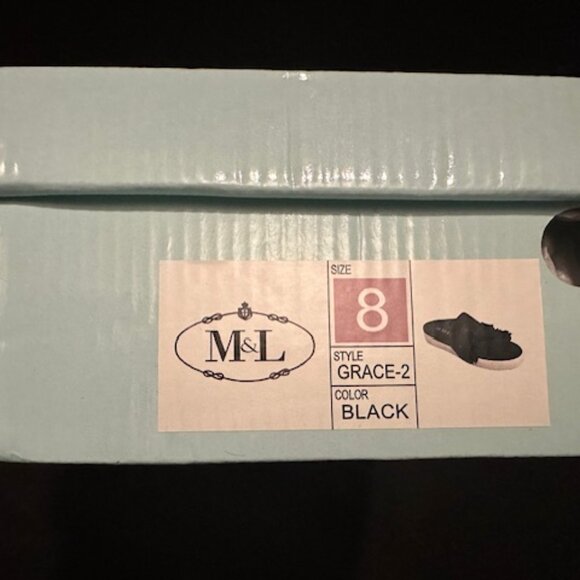 M&L
SIZE
8
STYLE
GRACE-2
COLOR
BLACK